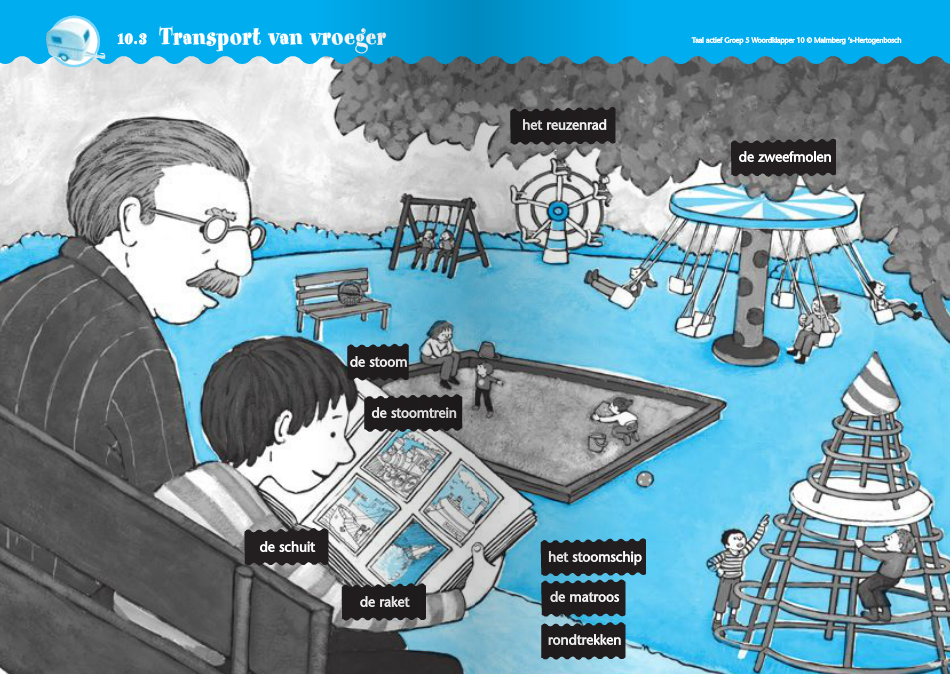 10.3 Transport van vroeger
Taal actief Groep 5 Woordklapper 10 © Malmberg 's-Hertogenbosch
het reuzenrad
de zweefmolen
de stoom
de stoomtrein
de schuit
het stoomschip
de raket
de matroos
rondtrekken